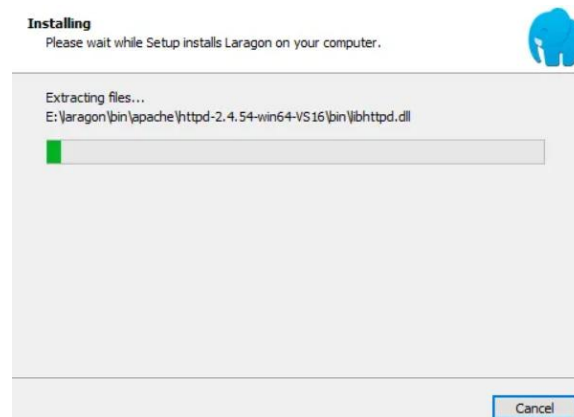 Installing
Please wait while Setup installs Laragon on your computer.
Extracting files...
E:\laragon\bin\apache\httpd-2.4.54-win64-VS16\bin\libhttpd.dll
Cancel